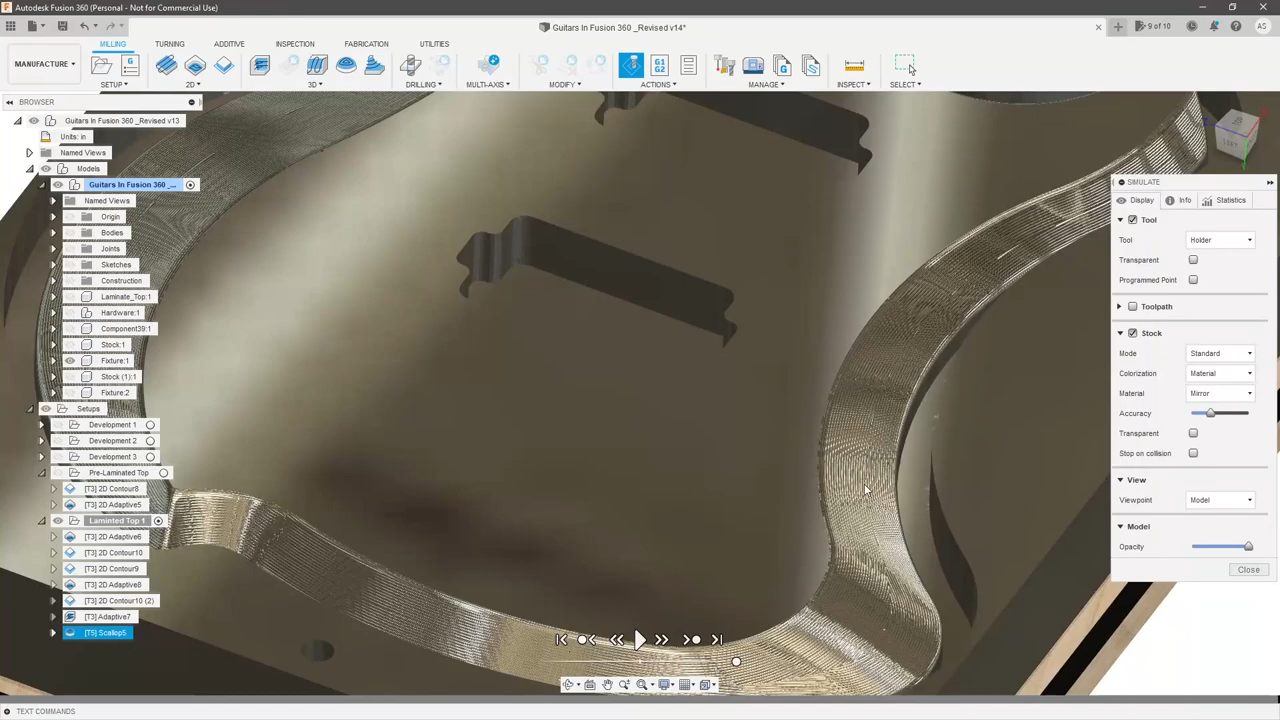 Autodesk Fusion 360 (Personal - Not for Commercial Use)
Guitars In Fusion 360 _Revised v14*
9 of 10
AS
MANUFACTURE
MILLING
TURNING
ADDITIVE
INSPECTION
FABRICATION
UTILITIES
G1
G2
SETUP
2D
3D
DRILLING
MULTI-AXIS
MODIFY
ACTIONS
MANAGE
INSPECT
SELECT
BROWSER
Guitars In Fusion 360 _Revised v13
Units: in
Named Views
Models
Guitars In Fusion 360 _...
Named Views
Origin
Bodies
Joints
Sketches
Construction
Laminate_Top:1
Hardware:1
Component39:1
Stock:1
Fixture:1
Stock (1):1
Fixture:2
Setups
Development 1
Development 2
Development 3
Pre-Laminated Top
[T3] 2D Contour8
[T3] 2D Adaptive5
Laminted Top 1
[T3] 2D Adaptive6
[T3] 2D Contour10
[T3] 2D Contour9
[T3] 2D Adaptive8
[T3] 2D Contour10 (2)
[T3] Adaptive7
[T5] Scallop5
SIMULATE
Display
Info
Statistics
Tool
Tool
Holder
Transparent
Programmed Point
Toolpath
Stock
Mode
Standard
Colorization
Material
Material
Mirror
Accuracy
Transparent
Stop on collision
View
Viewpoint
Model
Model
Opacity
Close
TEXT COMMANDS